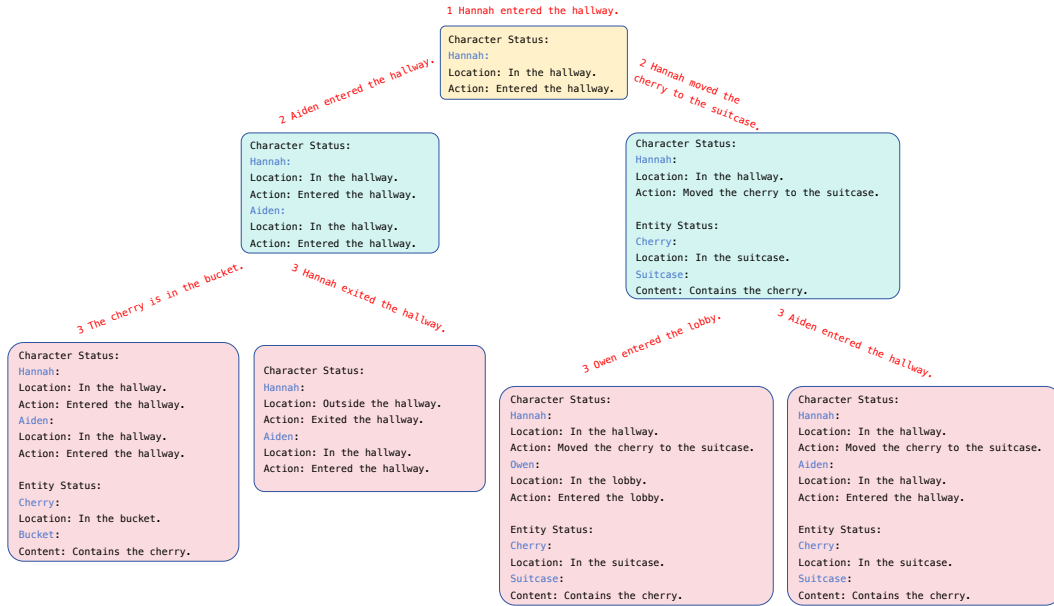 1 Hannah entered the hallway.
Character Status:
Hannah:
Location: In the hallway.
Action: Entered the hallway.
2 Aiden entered the hallway.
2 Hannah moved the
cherry to the suitcase.
Character Status:
Hannah:
Location: In the hallway.
Action: Entered the hallway.
Aiden:
Location: In the hallway.
Action: Entered the hallway.
Character Status:
Hannah:
Location: In the hallway.
Action: Moved the cherry to the suitcase.
Entity Status:
Cherry:
Location: In the suitcase.
Suitcase:
Content: Contains the cherry.
3 The cherry is in the bucket.
3 Hannah exited the hallway.
3 Owen entered the lobby.
3 Aiden entered the hallway.
Character Status:
Hannah:
Location: In the hallway.
Action: Entered the hallway.
Aiden:
Location: In the hallway.
Action: Entered the hallway.
Entity Status:
Cherry:
Location: In the bucket.
Bucket:
Content: Contains the cherry.
Character Status:
Hannah:
Location: Outside the hallway.
Action: Exited the hallway.
Aiden:
Location: In the hallway.
Action: Entered the hallway.
Character Status:
Hannah:
Location: In the hallway.
Action: Moved the cherry to the suitcase.
Owen:
Location: In the lobby.
Action: Entered the lobby.
Entity Status:
Cherry:
Location: In the suitcase.
Suitcase:
Content: Contains the cherry.
Character Status:
Hannah:
Location: In the hallway.
Action: Moved the cherry to the suitcase.
Aiden:
Location: In the hallway.
Action: Entered the hallway.
Entity Status:
Cherry:
Location: In the suitcase.
Suitcase:
Content: Contains the cherry.